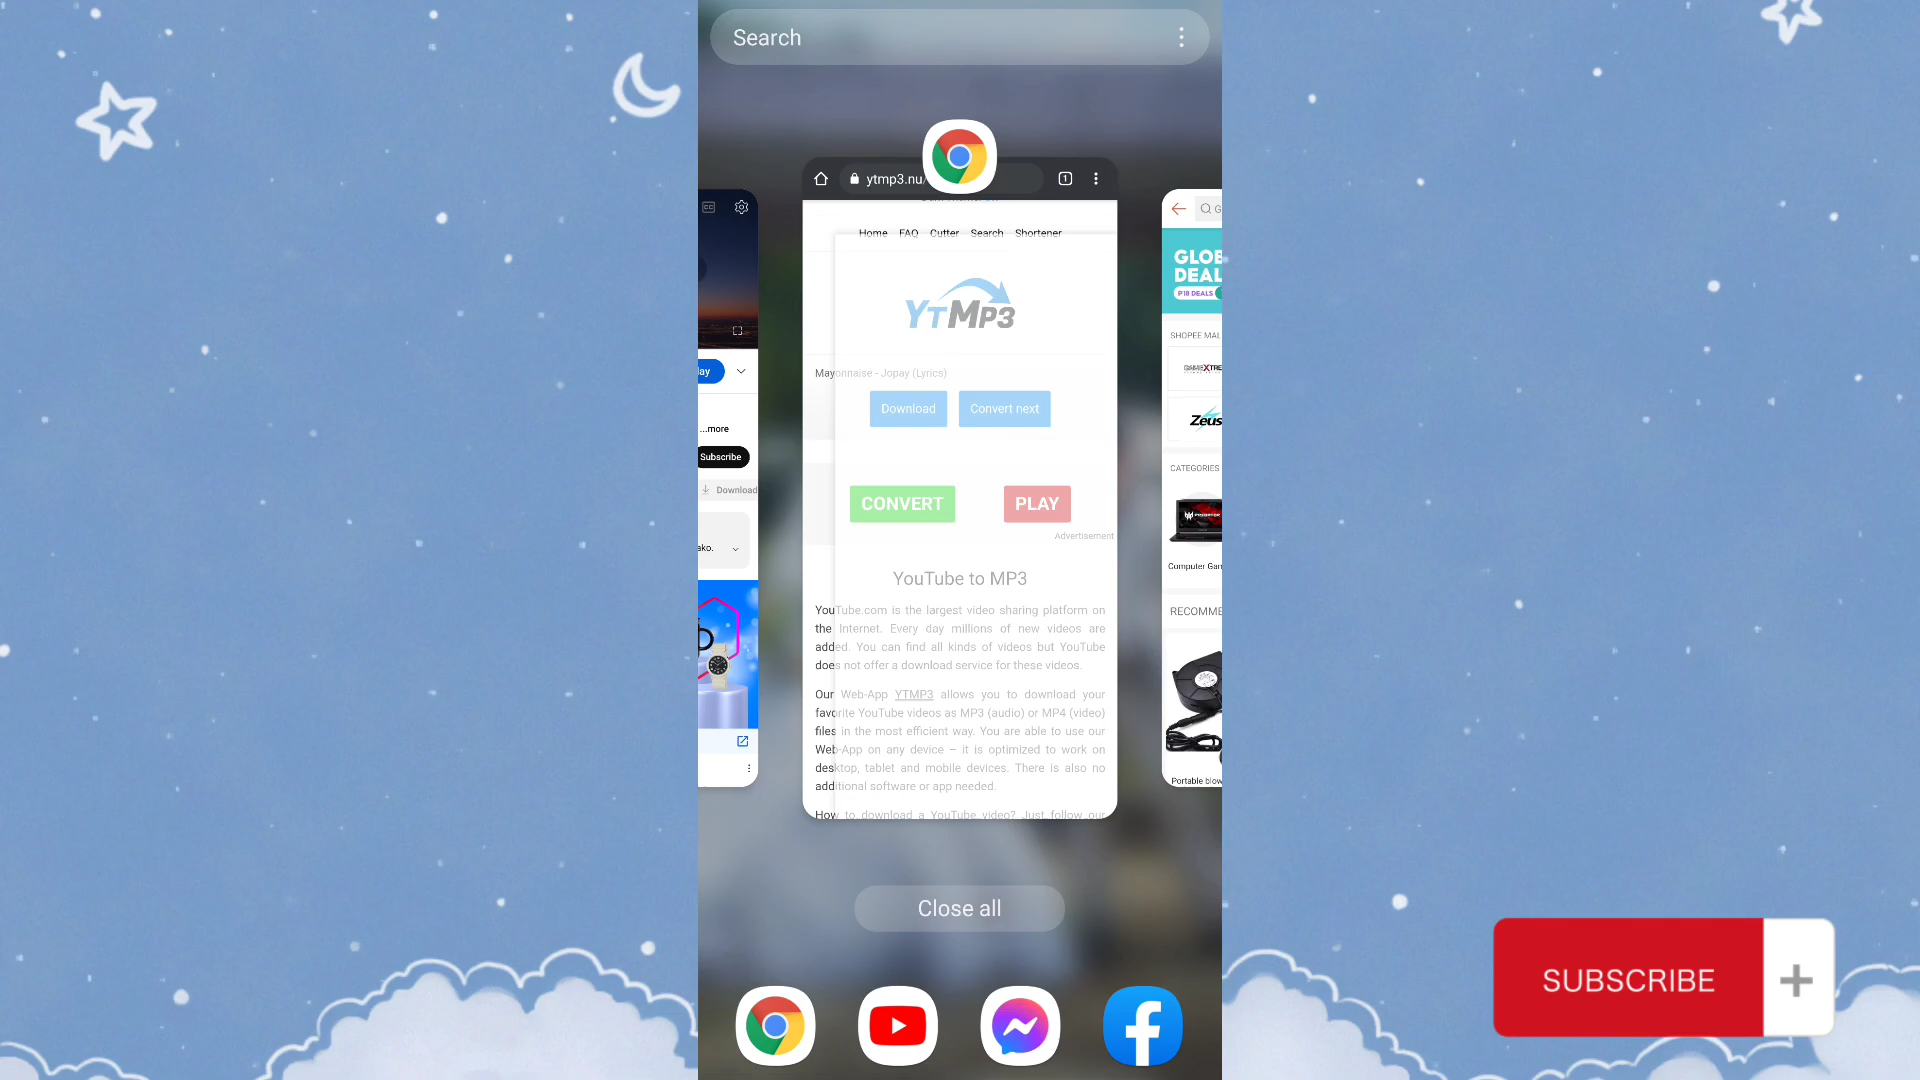 Search
ytmp3.nu/
1
Home FAQ Cutter Search Shortener
YTMP3
Mayonnaise - Jopay (Lyrics)
Download Convert next
CONVERT PLAY
Advertisement
YouTube to MP3
YouTube.com is the largest video sharing platform on
the Internet. Every day millions of new videos are
added. You can find all kinds of videos but YouTube
does not offer a download service for these videos.
Our Web-App YTMP3 allows you to download your
favorite YouTube videos as MP3 (audio) or MP4 (video)
files in the most efficient way. You are able to use our
Web-App on any device – it is optimized to work on
desktop, tablet and mobile devices. There is also no
additional software or app needed.
How to download a YouTube video? Just follow our
CC
lay
...more
Subscribe
Download
ako.
G
GLOB
DEAL
P18 DEALS
SHOPEE MAL
GAMEXTRE
Zeus
CATEGORIES
PREDATOR
Computer Gam
RECOMME
Portable blow
Close all
SUBSCRIBE